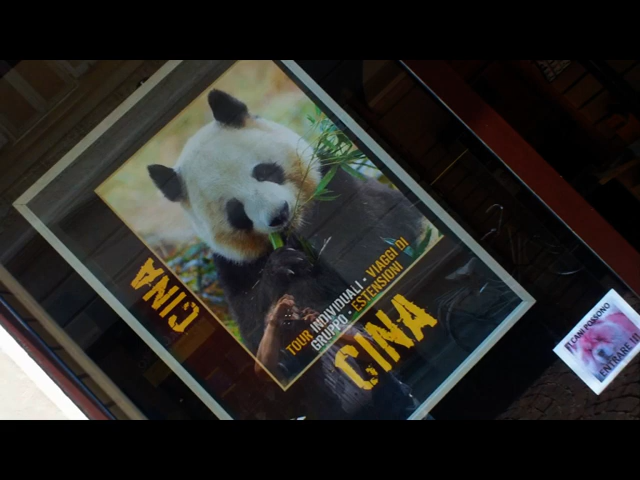 CINA
TOUR INDIVIDUALI · VIAGGI DI
GRUPPO · ESTENSIONI
CINA
I CANI POSSONO
ENTRARE